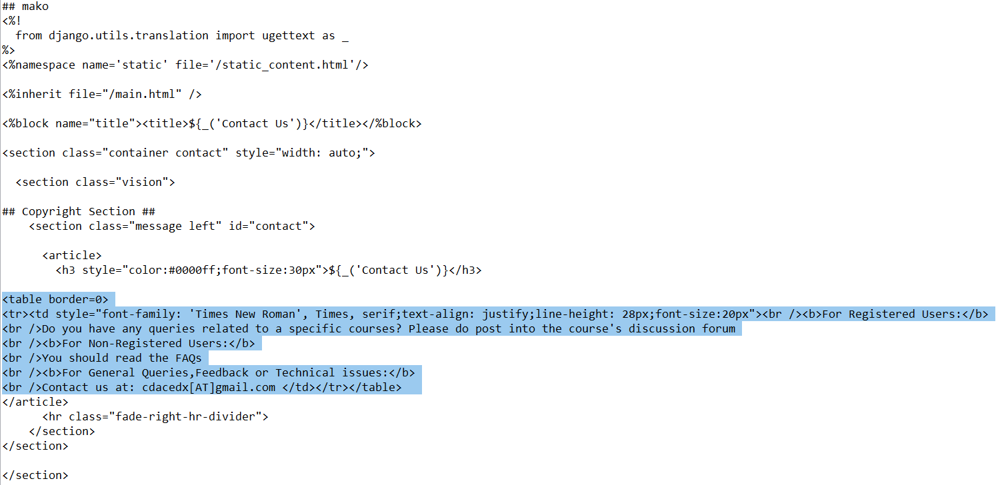 ## mako
<%!
  from django.utils.translation import ugettext as _
%>
<%namespace name='static' file='/static_content.html'/>

<%inherit file="/main.html" />

<%block name="title"><title>${_('Contact Us')}</title></%block>

<section class="container contact" style="width: auto;">

  <section class="vision">

## Copyright Section ##
    <section class="message left" id="contact">

      <article>
        <h3 style="color:#0000ff;font-size:30px">${_('Contact Us')}</h3>

<table border=0>
<tr><td style="font-family: 'Times New Roman', Times, serif;text-align: justify;line-height: 28px;font-size:20px"><br /><b>For Registered Users:</b>
<br />Do you have any queries related to a specific courses? Please do post into the course's discussion forum
<br /><b>For Non-Registered Users:</b>
<br />You should read the FAQs
<br /><b>For General Queries,Feedback or Technical issues:</b>
<br />Contact us at: cdacedx[AT]gmail.com </td></tr></table>
</article>
      <hr class="fade-right-hr-divider">
    </section>
</section>

</section>